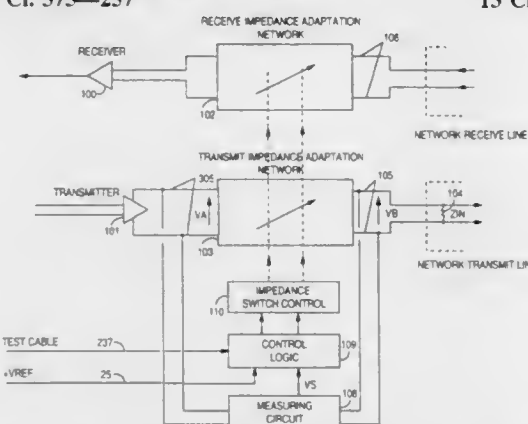 Cl. 375—257
13 Cl
RECEIVE IMPEDANCE ADAPTATION
NETWORK
RECEIVER
100
102
106
NETWORK RECEIVE LINE
TRANSMIT IMPEDANCE ADAPTATION
NETWORK
305
105
104
TRANSMITTER
101
VA
VB
ZIN
103
NETWORK TRANSMIT LIN
IMPEDANCE
SWITCH CONTROL
110
TEST CABLE
237
CONTROL
LOGIC
109
+VREF
25
VS
108
MEASURING
CIRCUIT